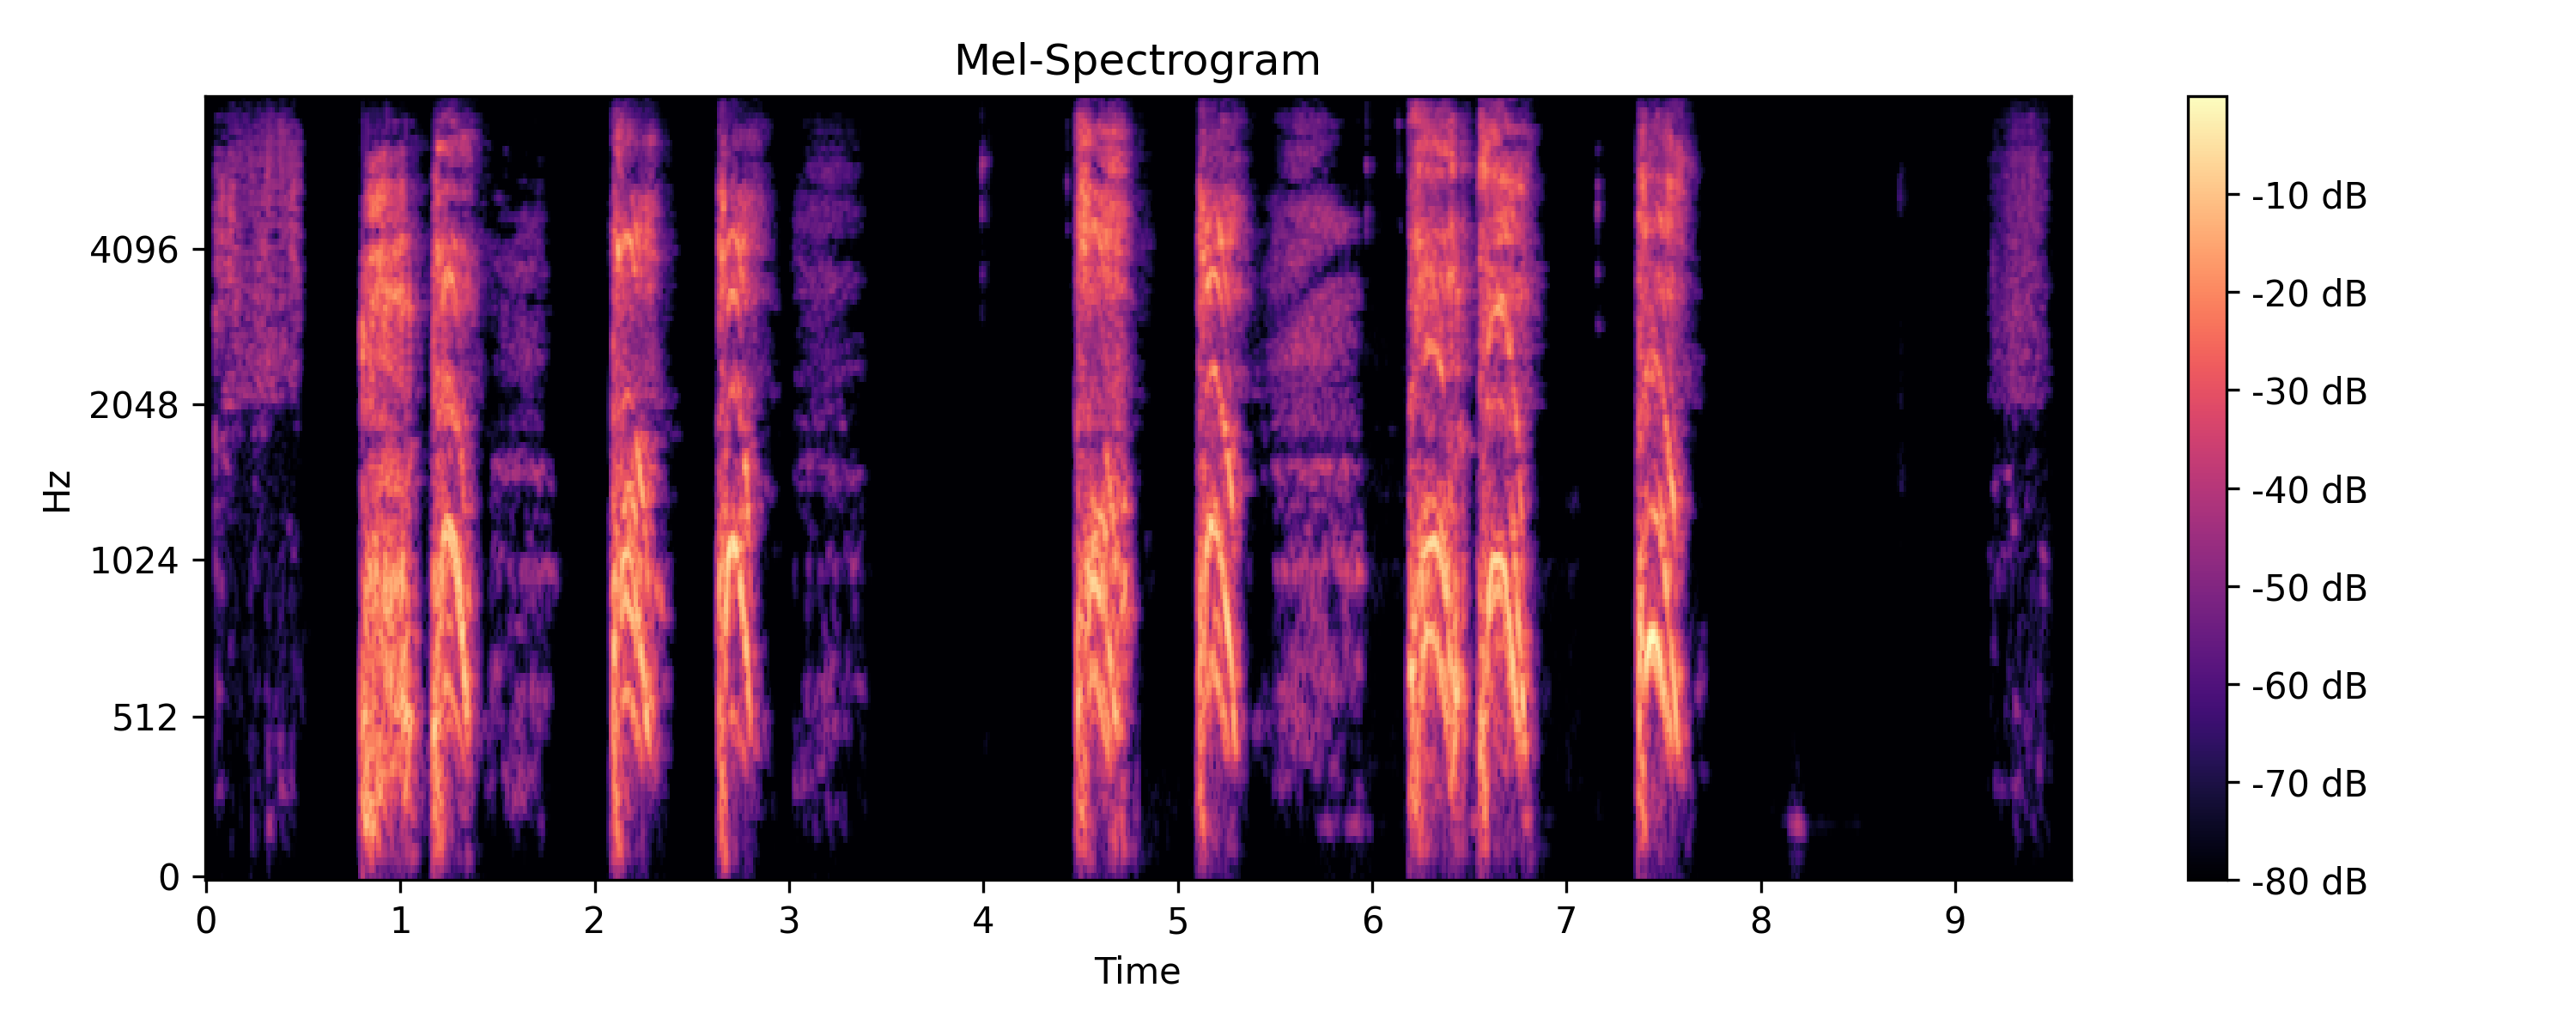 Mel-Spectrogram
Hz
4096
2048
1024
512
0
0 1 2 3 4 5 6 7 8 9
Time
-10 dB
-20 dB
-30 dB
-40 dB
-50 dB
-60 dB
-70 dB
-80 dB